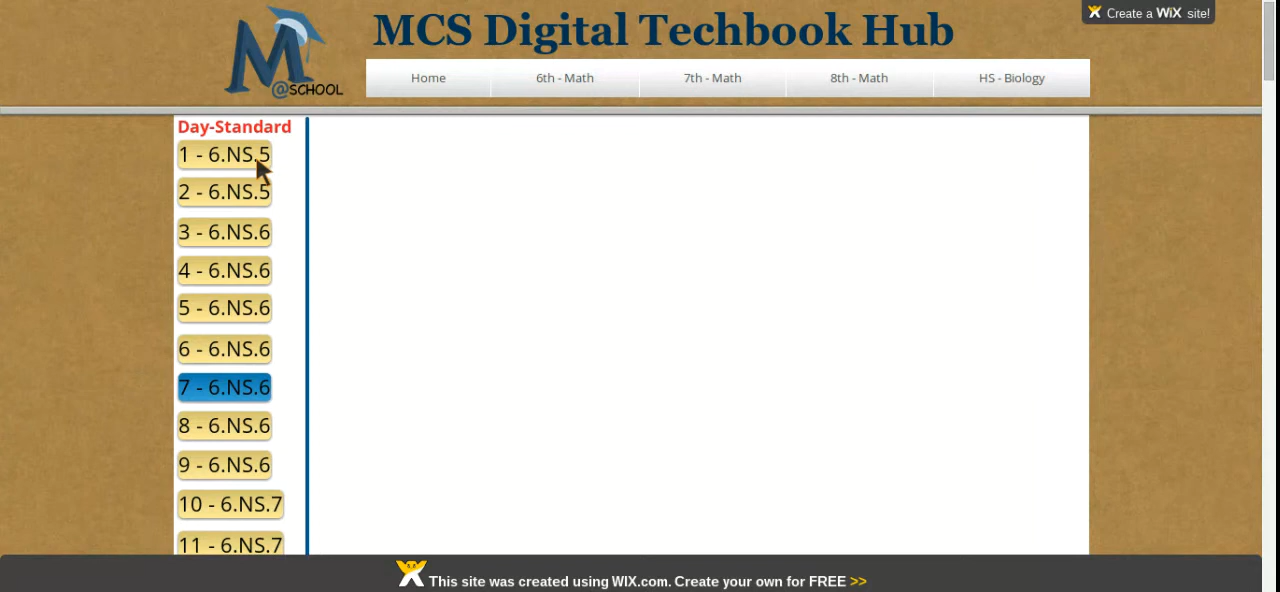 Create a WiX site!
MCS Digital Techbook Hub
M
@SCHOOL
Home
6th - Math
7th - Math
8th - Math
HS - Biology
Day-Standard
1 - 6.NS.5
2 - 6.NS.5
3 - 6.NS.6
4 - 6.NS.6
5 - 6.NS.6
6 - 6.NS.6
7 - 6.NS.6
8 - 6.NS.6
9 - 6.NS.6
10 - 6.NS.7
11 - 6.NS.7
This site was created using WIX.com. Create your own for FREE >>